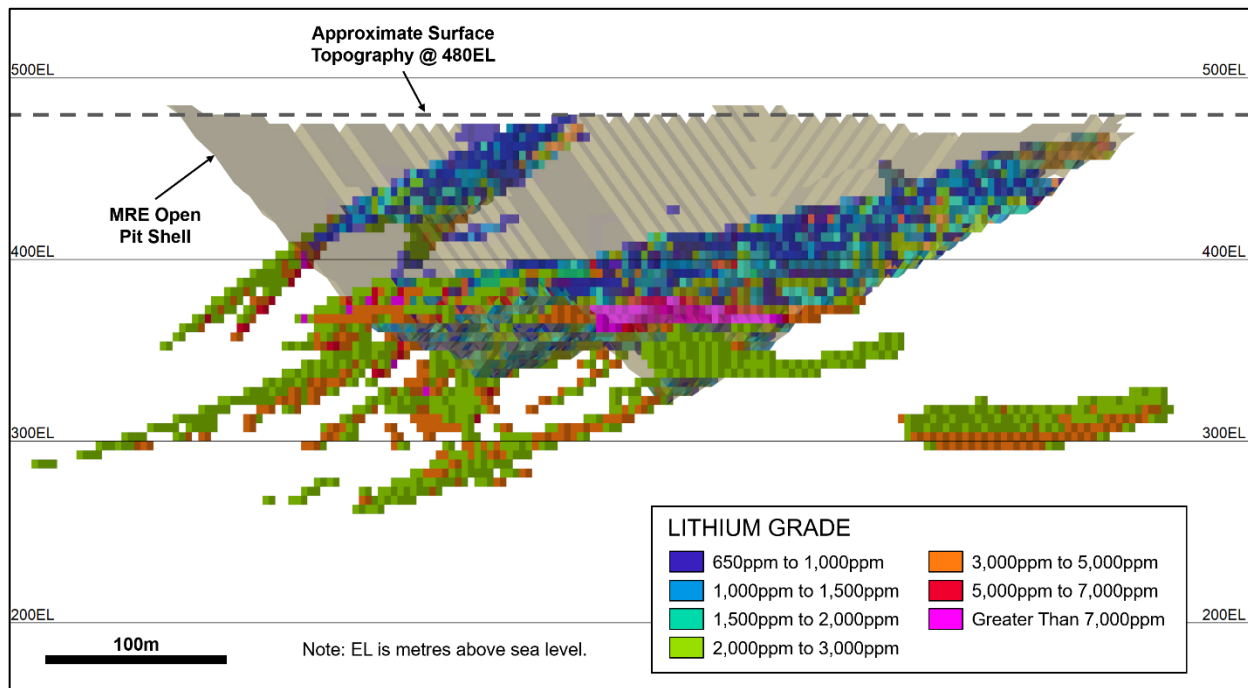 Approximate Surface
Topography @ 480EL
500EL
500EL
MRE Open
Pit Shell
400EL
400EL
300EL
300EL
LITHIUM GRADE
650ppm to 1,000ppm
1,000ppm to 1,500ppm
1,500ppm to 2,000ppm
2,000ppm to 3,000ppm
3,000ppm to 5,000ppm
5,000ppm to 7,000ppm
Greater Than 7,000ppm
200EL
200EL
100m
Note: EL is metres above sea level.